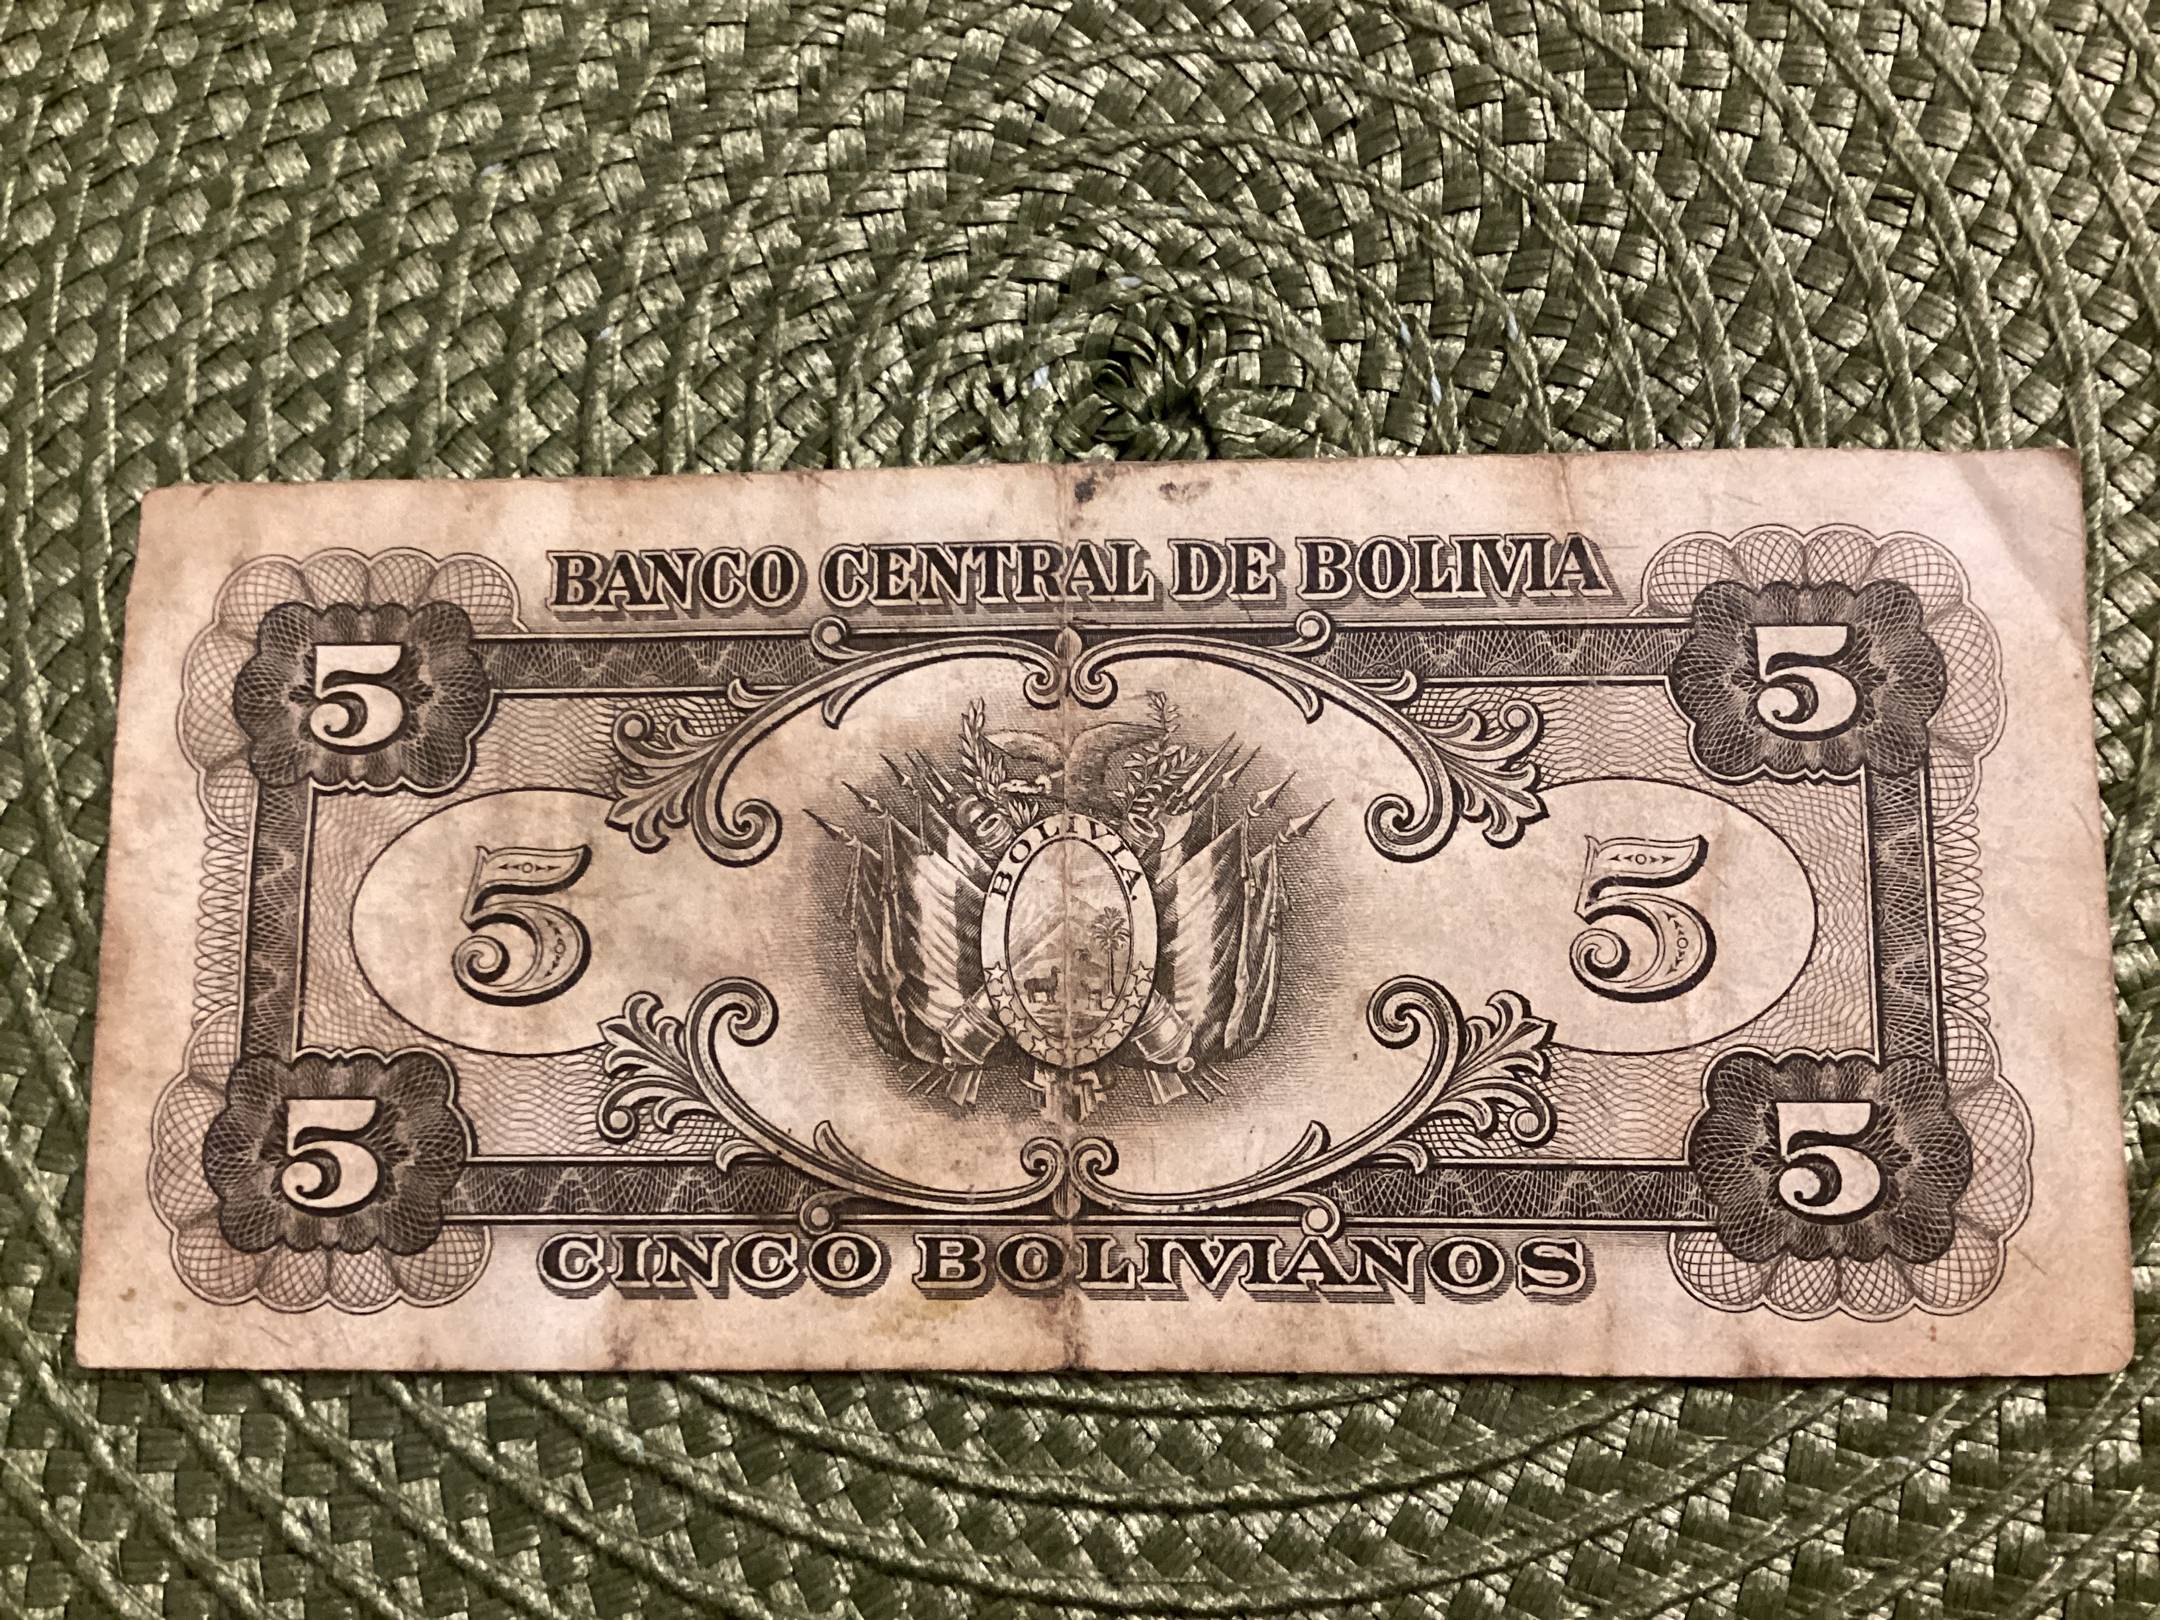 BANCO CENTRAL DE BOLIVIA
5 5
5 BOLIVIA. 5
5 5
CINCO BOLIVIANOS